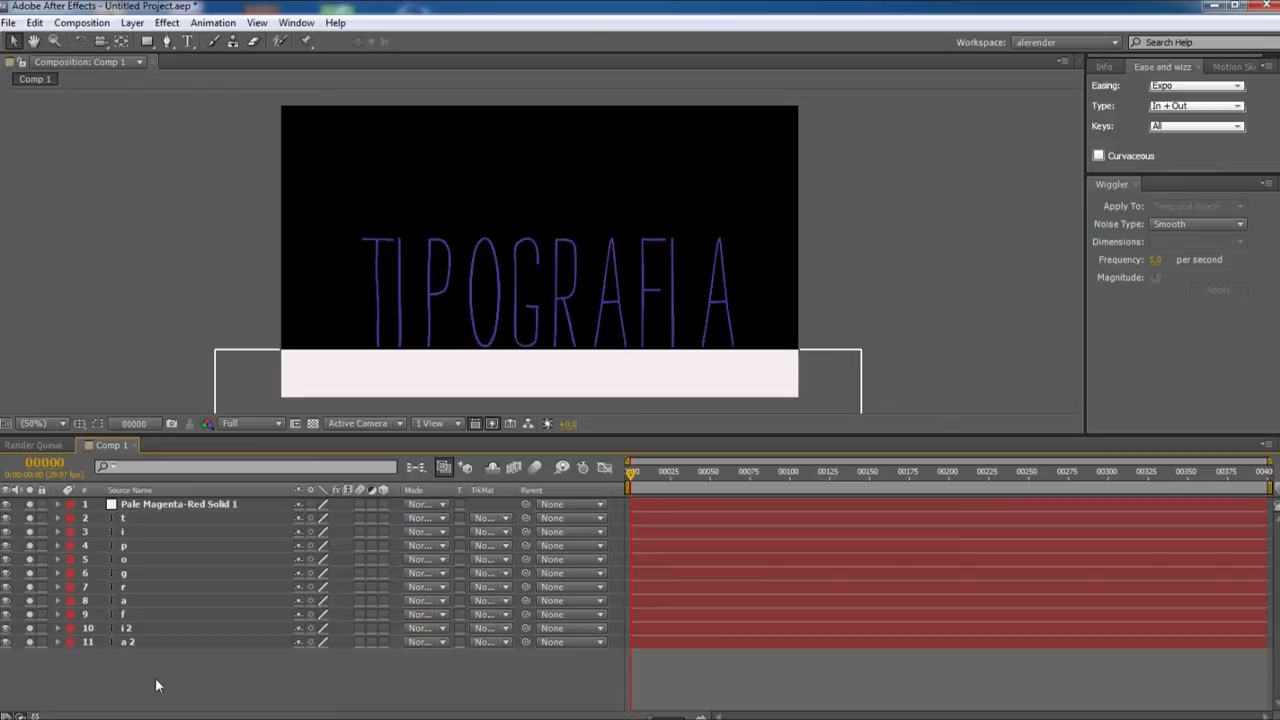 Adobe After Effects - Untitled Project.aep *
File Edit Composition Layer Effect Animation View Window Help
Workspace: alerender Search Help
Composition: Comp 1
Comp 1
Info Ease and wizz Motion Sk
Easing: Expo
Type: In + Out
Keys: All
Curvaceous
Wiggler
Apply To: Temporal Graph
Noise Type: Smooth
Dimensions:
Frequency: 5,0 per second
Magnitude: 1,0
Apply
TIPOGRAFIA
(50%) 00000 Full Active Camera 1 View +0,0
Render Queue Comp 1
00000
0:00:00:00 (29.97 fps)
00025 00050 00075 00100 00125 00150 00175 00200 00225 00250 00275 00300 00325 00350 00375 0040
# Source Name Mode T TrkMat Parent
1 Pale Magenta-Red Solid 1 Nor... None
2 t Nor... No... None
3 i Nor... No... None
4 p Nor... No... None
5 o Nor... No... None
6 g Nor... No... None
7 r Nor... No... None
8 a Nor... No... None
9 f Nor... No... None
10 i 2 Nor... No... None
11 a 2 Nor... No... None